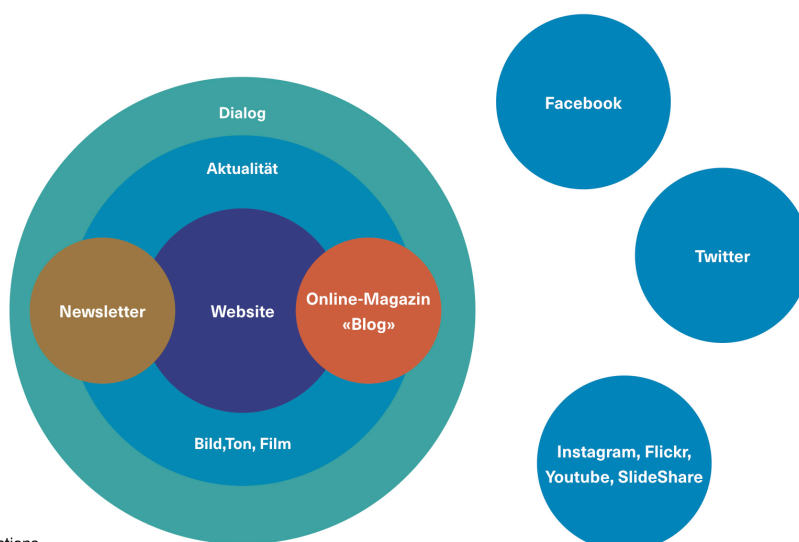 Dialog
Aktualität
Newsletter
Website
Online-Magazin
«Blog»
Bild,Ton, Film
Facebook
Twitter
Instagram, Flickr,
Youtube, SlideShare